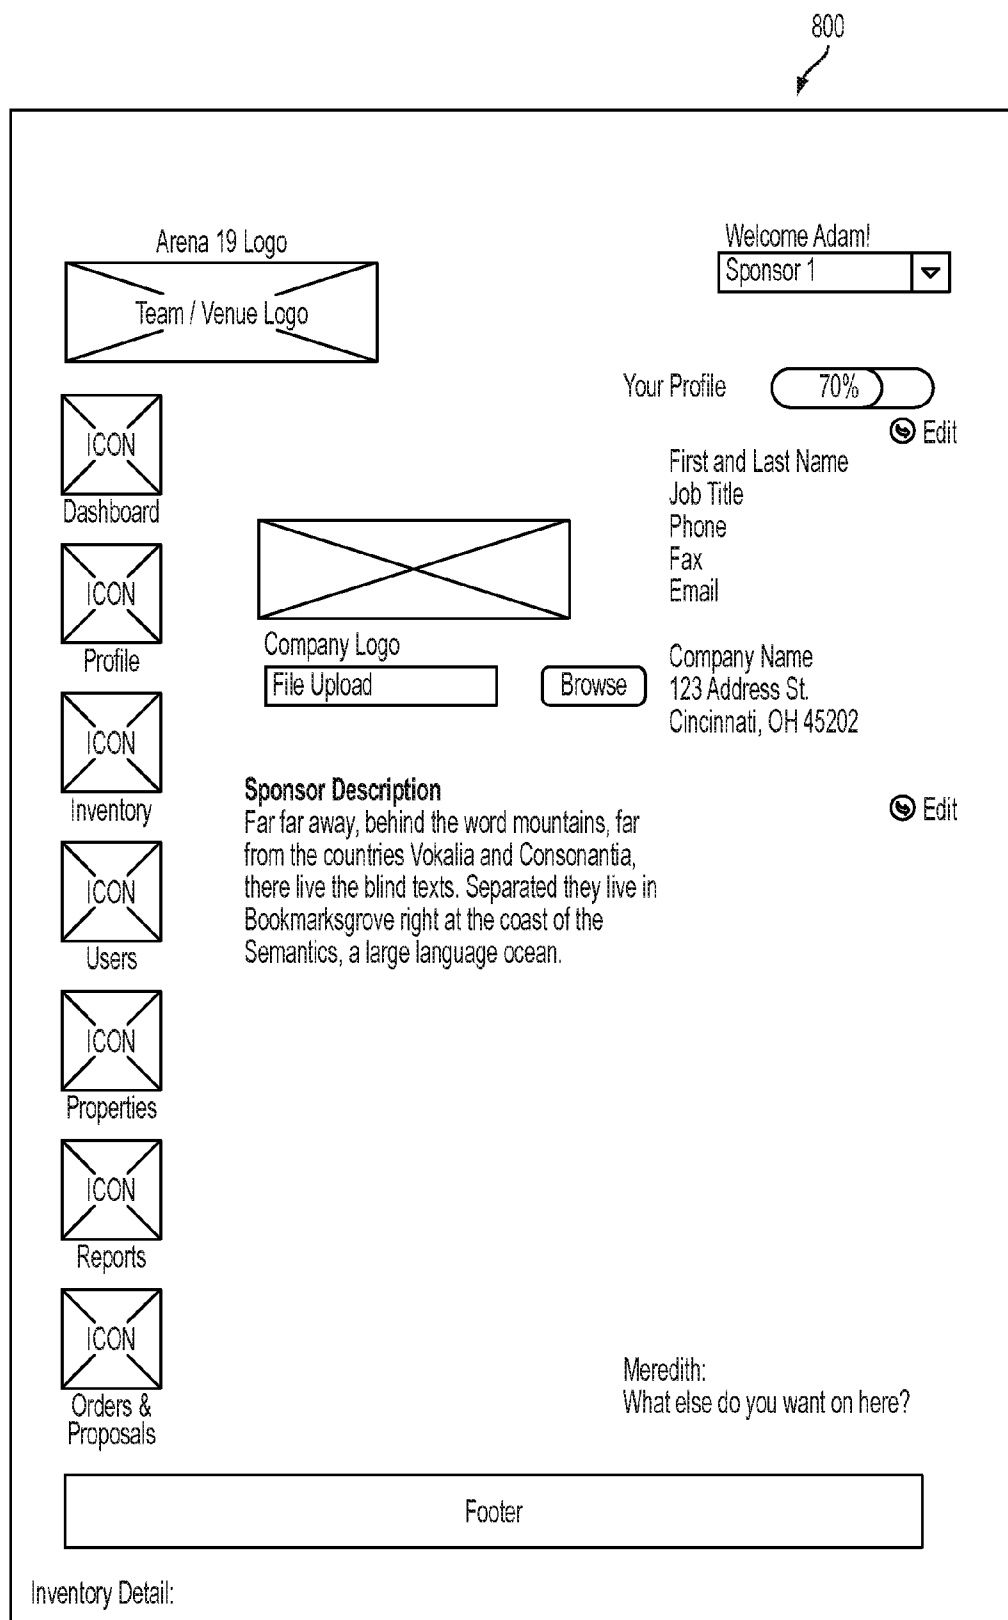 800
Arena 19 Logo
Team / Venue Logo
Welcome Adam!
Sponsor 1
Your Profile
70%
Edit
First and Last Name
Job Title
Phone
Fax
Email
ICON
Dashboard
ICON
Profile
Company Logo
File Upload
Browse
Company Name
123 Address St.
Cincinnati, OH 45202
ICON
Inventory
Sponsor Description
Edit
Far far away, behind the word mountains, far
from the countries Vokalia and Consonantia,
there live the blind texts. Separated they live in
Bookmarksgrove right at the coast of the
Semantics, a large language ocean.
ICON
Users
ICON
Properties
ICON
Reports
ICON
Orders &
Proposals
Meredith:
What else do you want on here?
Footer
Inventory Detail: